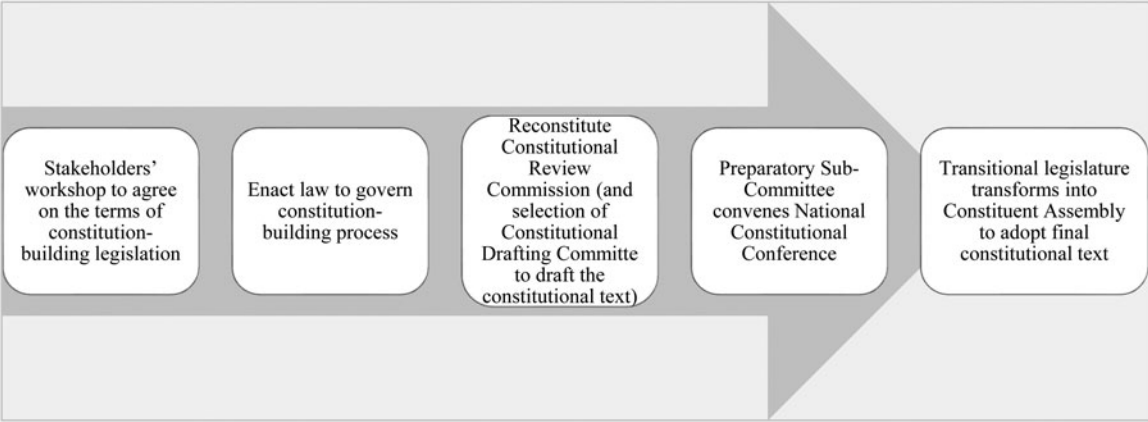 Stakeholders’
workshop to agree
on the terms of
constitution-
building legislation
Enact law to govern
constitution-
building process
Reconstitute
Constitutional
Review
Commission (and
selection of
Constitutional
Drafting Committe
to draft the
constitutional text)
Preparatory Sub-
Committee
convenes National
Constitutional
Conference
Transitional legislature
transforms into
Constituent Assembly
to adopt final
constitutional text